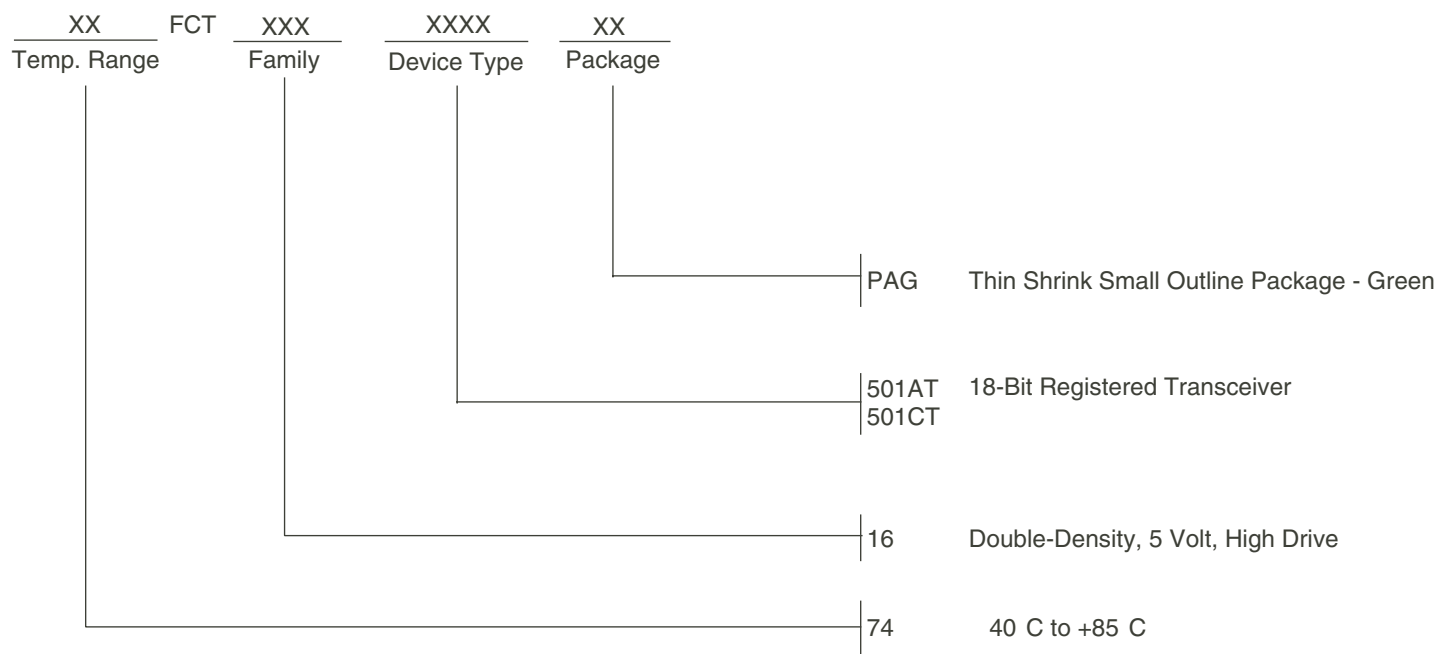 XX FCT XXX XXXX XX
Temp. Range Family Device Type Package
PAG Thin Shrink Small Outline Package - Green
501AT 18-Bit Registered Transceiver
501CT
16 Double-Density, 5 Volt, High Drive
74 40 C to +85 C